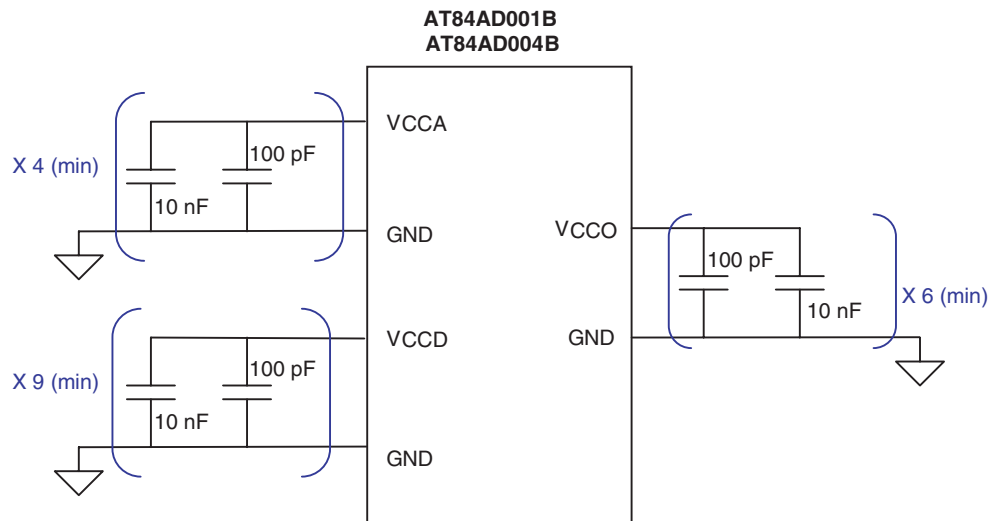 AT84AD001B
AT84AD004B
VCCA
100 pF
X 4 (min)
10 nF
GND
VCCO
100 pF
X 6 (min)
10 nF
GND
VCCD
100 pF
X 9 (min)
10 nF
GND